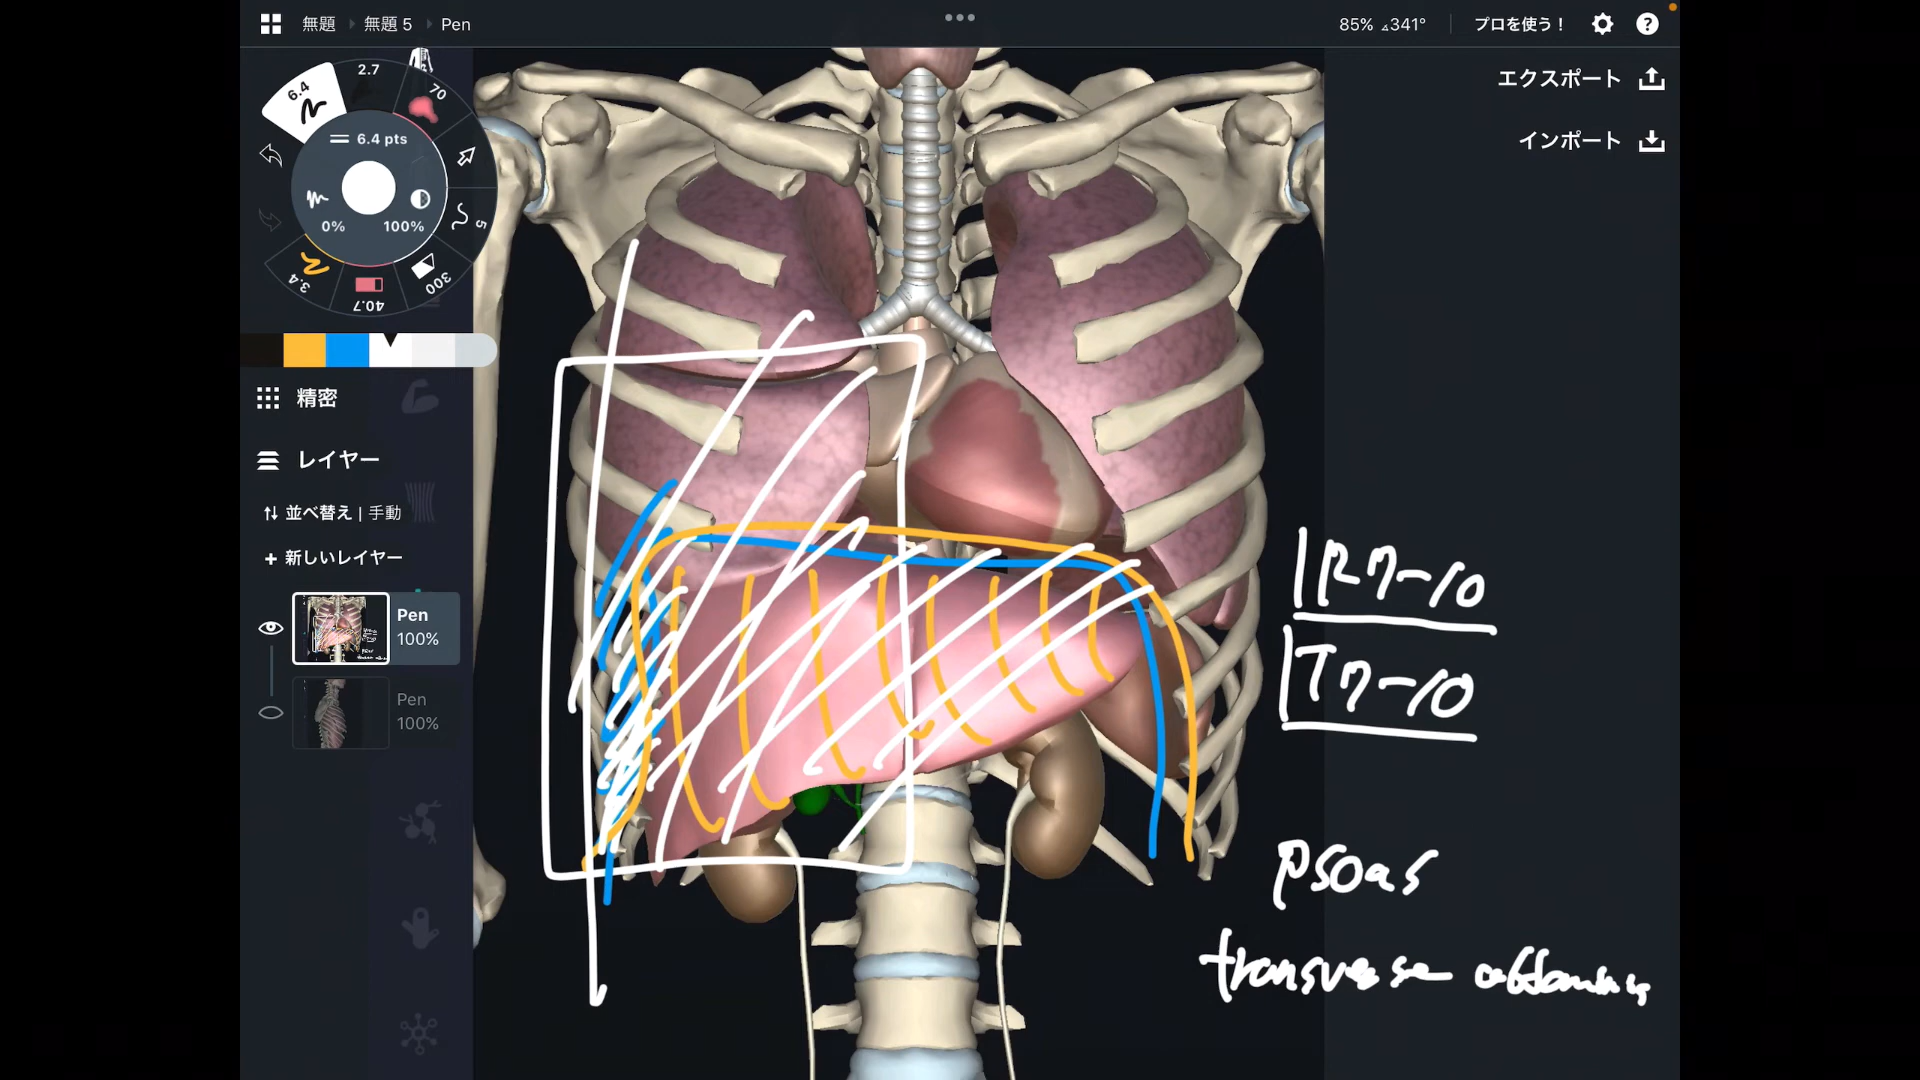 無題 無題 5 Pen
85% ⦟341° プロを使う！
エクスポート
インポート
2.7
6.4
70
6.4 pts
0% 100%
5
3.4
40.7
300
精密
レイヤー
並べ替え | 手動
+ 新しいレイヤー
Pen
100%
Pen
100%
R7-10
T7-10
psoas
transverse